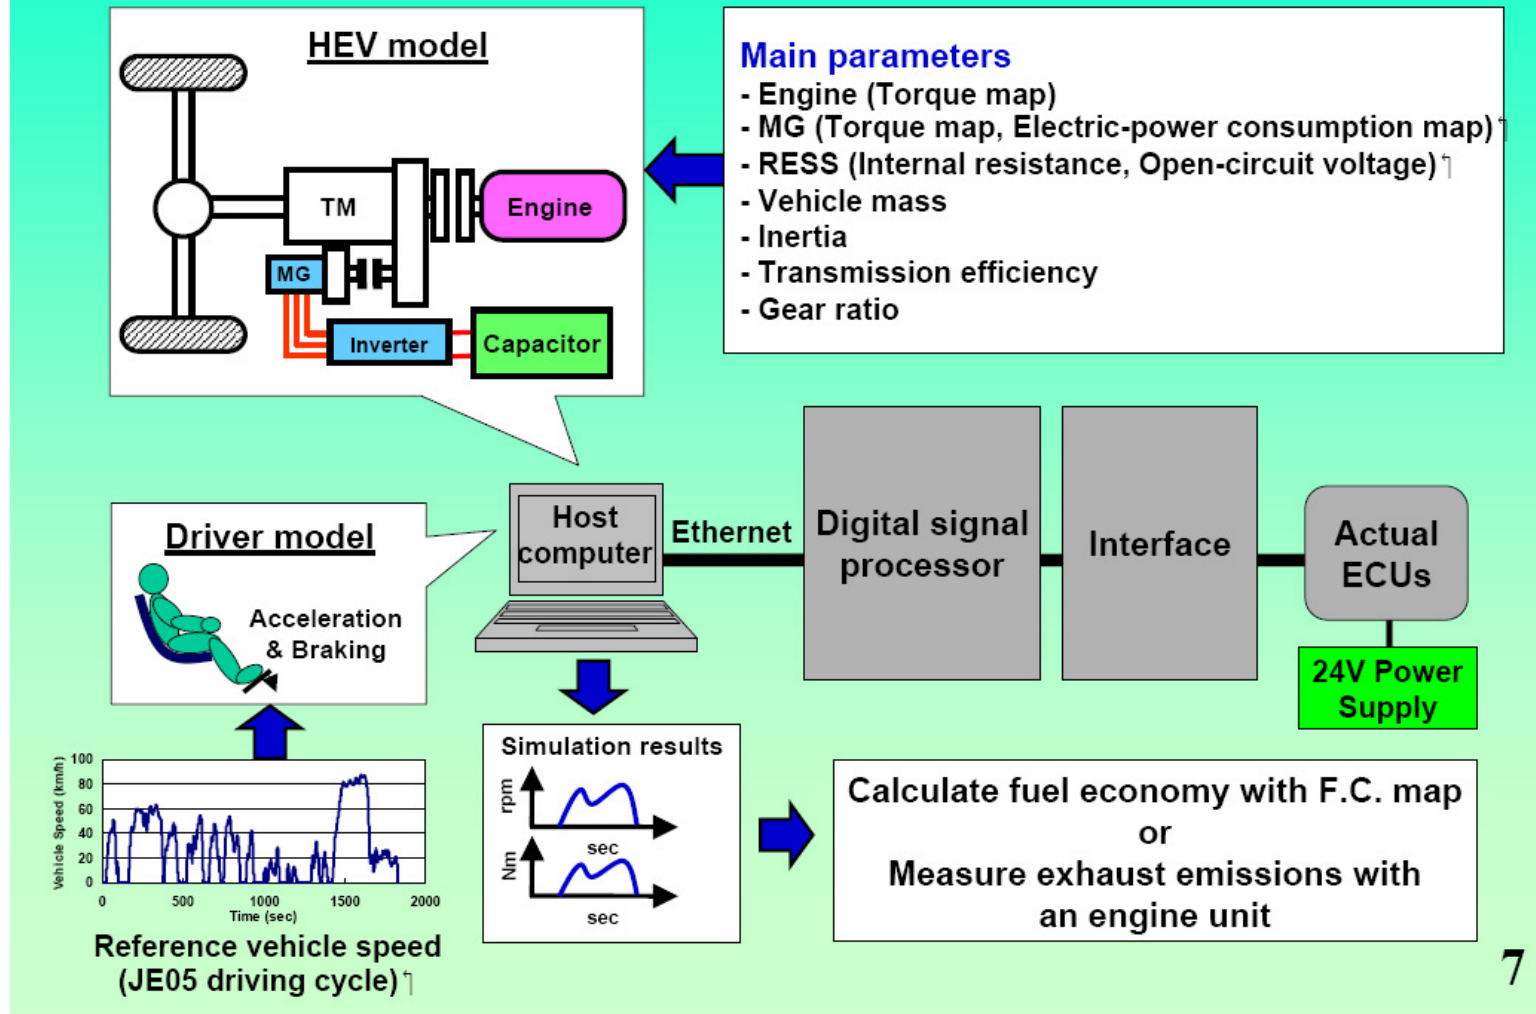 HEV model
TM
Engine
MG
Inverter
Capacitor
Main parameters
- Engine (Torque map)
- MG (Torque map, Electric-power consumption map)
- RESS (Internal resistance, Open-circuit voltage)
- Vehicle mass
- Inertia
- Transmission efficiency
- Gear ratio
Driver model
Acceleration
& Braking
Host
computer
Ethernet
Digital signal
processor
Interface
Actual
ECUs
24V Power
Supply
Vehicle Speed (km/h)
100
80
60
40
20
0
0 500 1000 1500 2000
Time (sec)
Reference vehicle speed
(JE05 driving cycle)
Simulation results
rpm
sec
Nm
sec
Calculate fuel economy with F.C. map
or
Measure exhaust emissions with
an engine unit
7